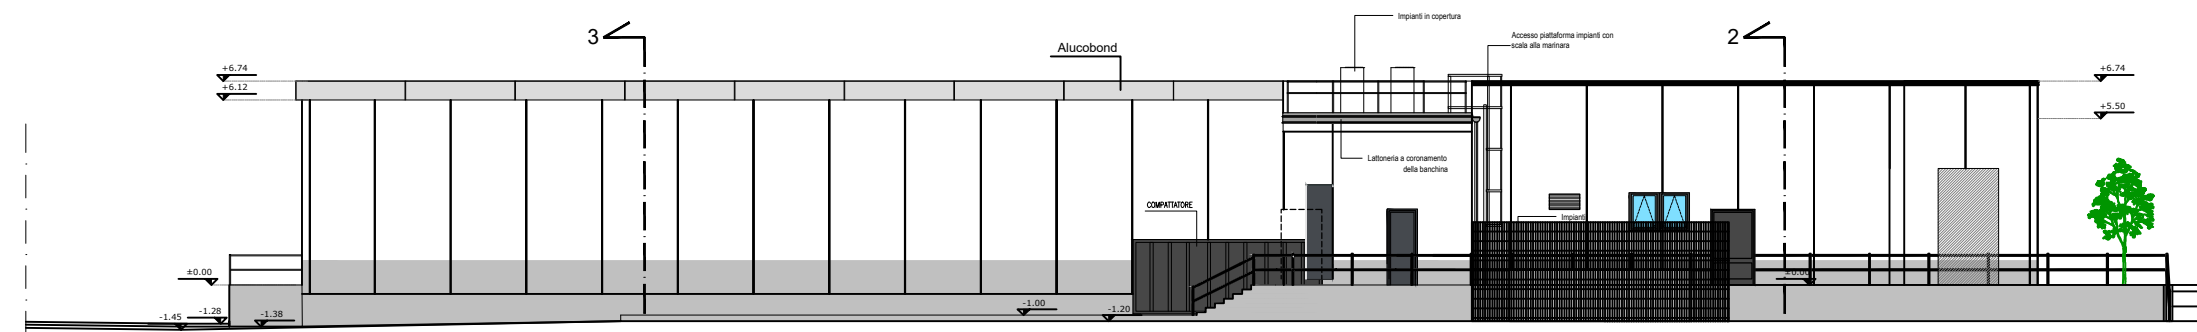 Impianti in copertura
3
2
Accesso piattaforma impianti con
scala alla marinara
Alucobond
+6.74
+6.74
+6.12
+5.50
Lattoneria a coronamento
della banchina
COMPATTATORE
Impianti
±0.00
±0.00
-1.00
-1.20
-1.28
-1.38
-1.45